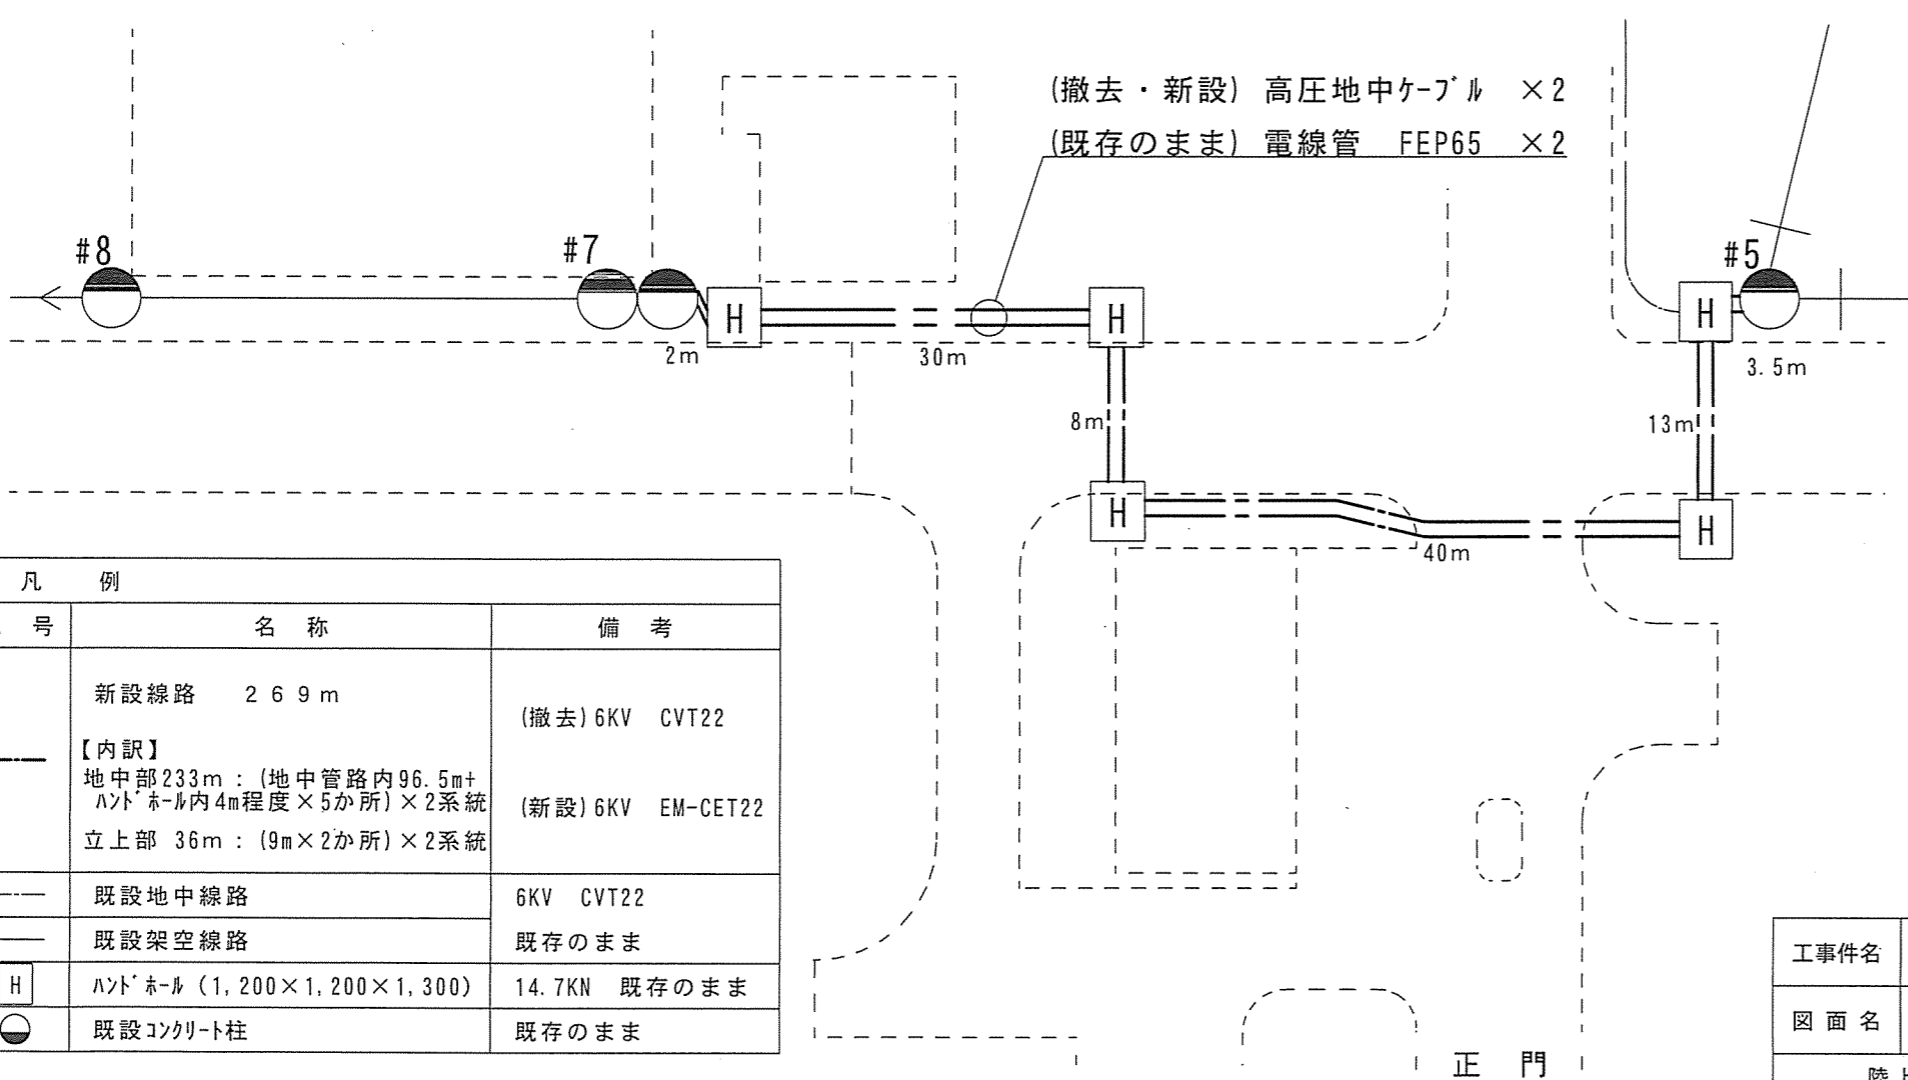 (撤去・新設) 高圧地中ｹｰﾌﾞﾙ ×2
(既存のまま) 電線管 FEP65 ×2
#8
#7
#5
H
H
H
2m
30m
3.5m
8m
13m
H
H
40m
凡 例
号 名 称 備 考
新設線路 ２６９ｍ
(撤去)6KV CVT22
【内訳】
地中部233m：(地中管路内96.5m+
ﾊﾝﾄﾞﾎｰﾙ内4m程度×5か所)×2系統
(新設)6KV EM-CET22
立上部 36m：(9m×2か所)×2系統
既設地中線路 6KV CVT22
既設架空線路 既存のまま
H ﾊﾝﾄﾞﾎｰﾙ (1,200×1,200×1,300) 14.7KN 既存のまま
既設ｺﾝｸﾘｰﾄ柱 既存のまま
工事件名
図面名
正 門
陸